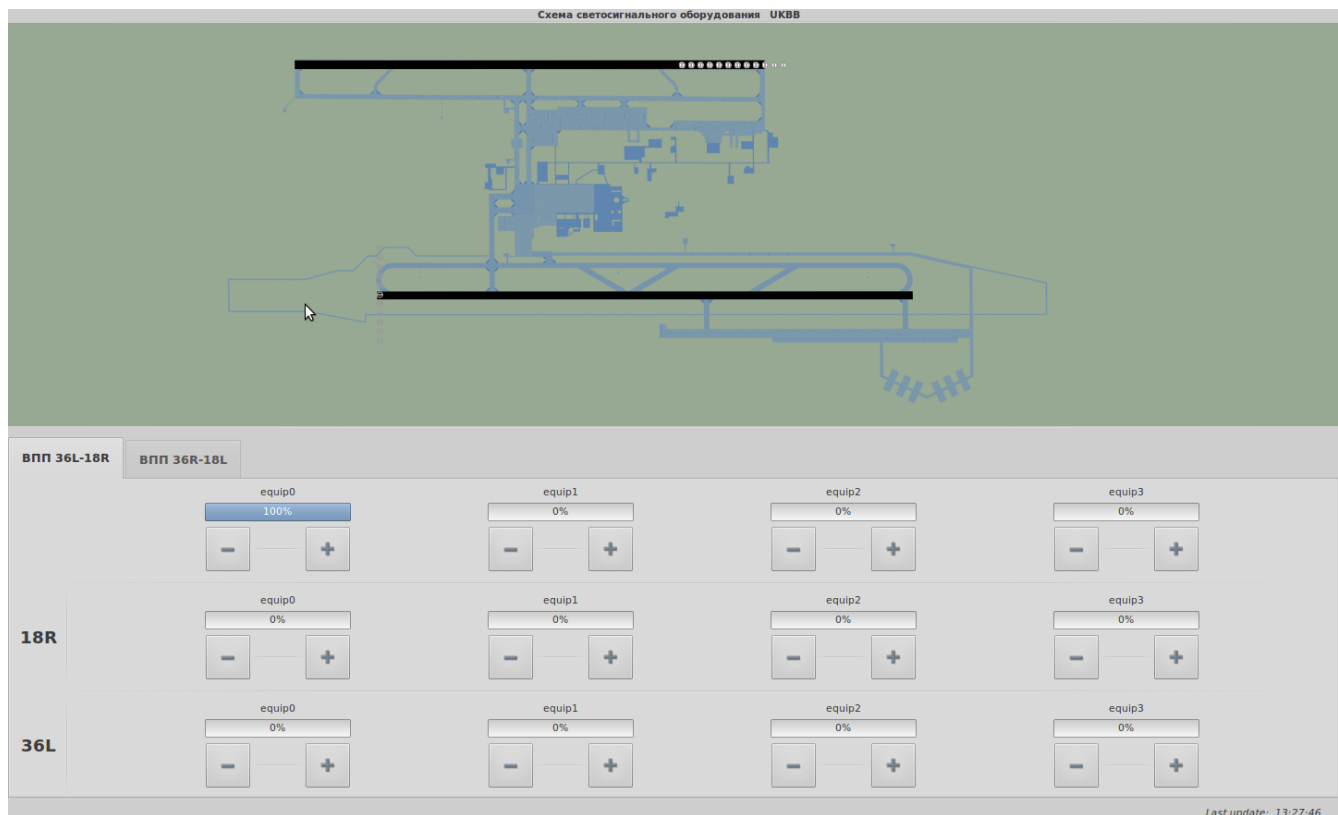 Схема светосигнального оборудования UKBB
ВПП 36L-18R ВПП 36R-18L
equip0 equip1 equip2 equip3
100% 0% 0% 0%
equip0 equip1 equip2 equip3
0% 0% 0% 0%
18R
equip0 equip1 equip2 equip3
0% 0% 0% 0%
36L
Last update: 13:27:46